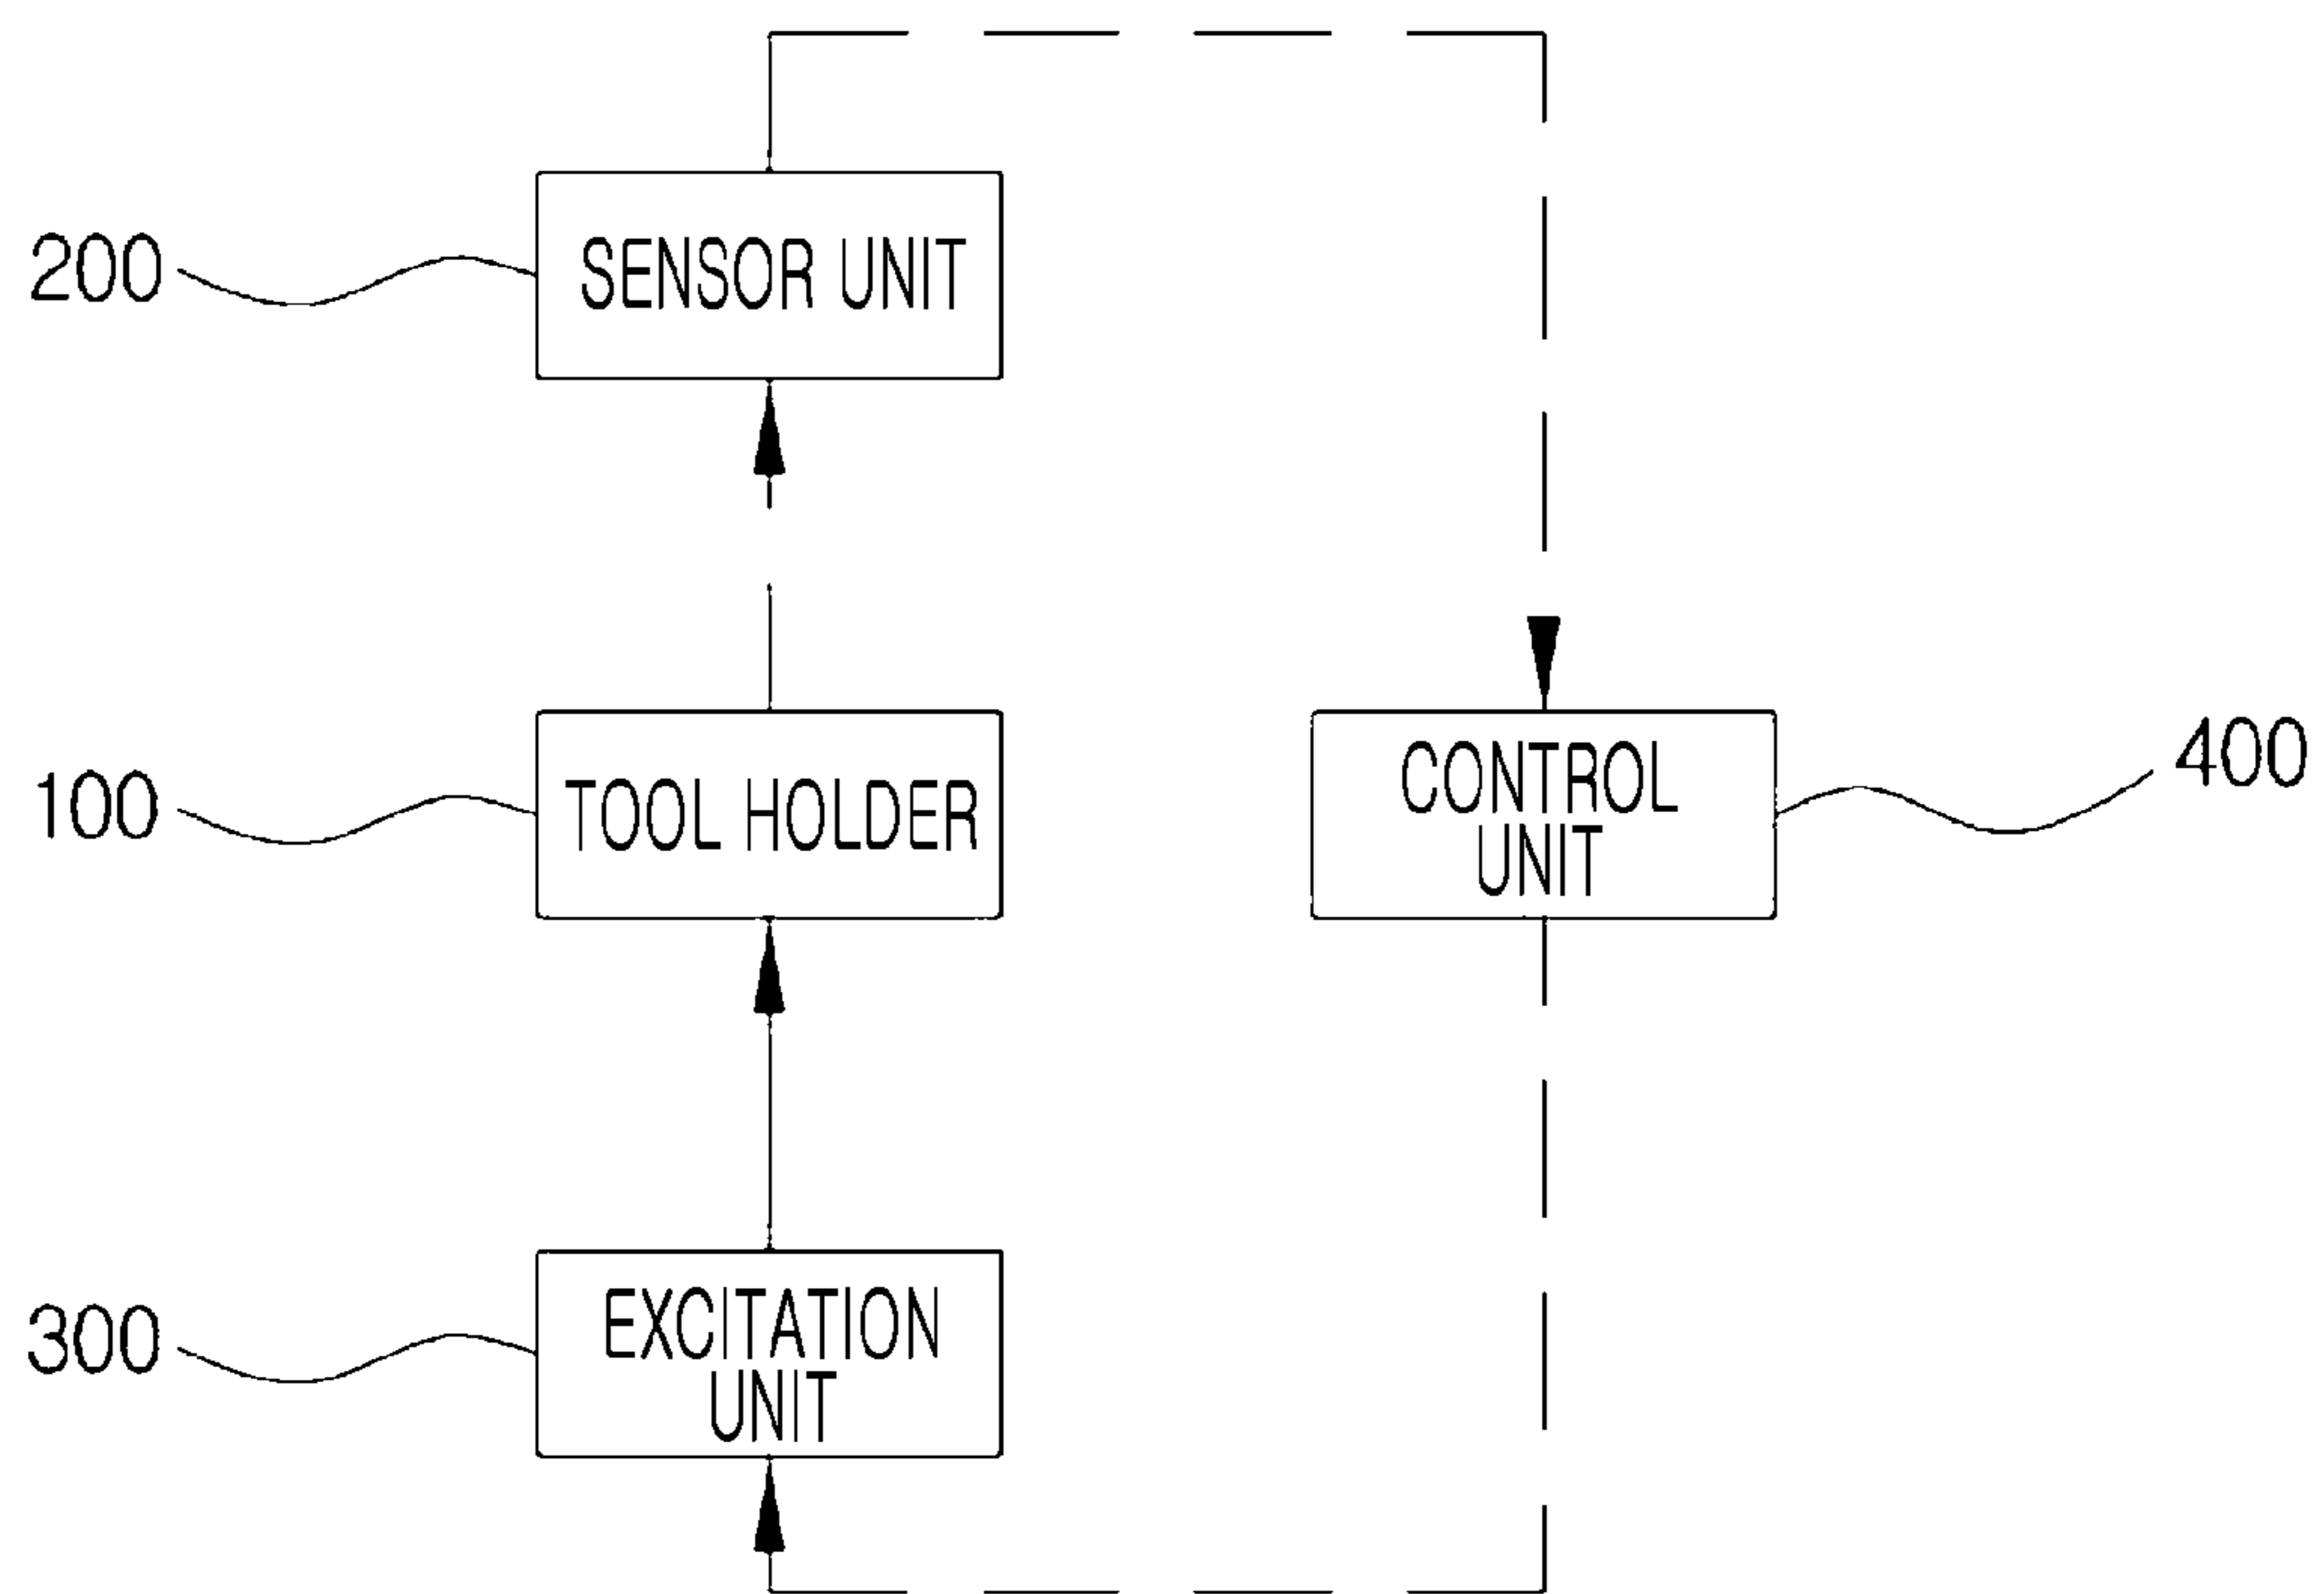 200
SENSOR UNIT
100
TOOL HOLDER
CONTROL
UNIT
400
300
EXCITATION
UNIT